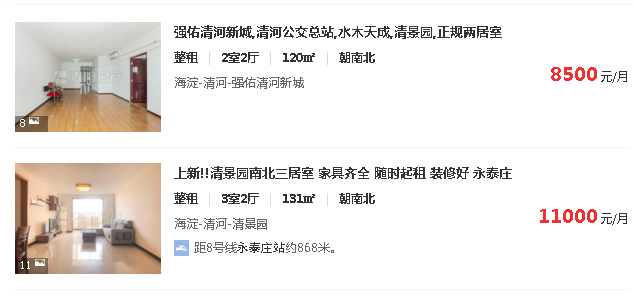 强佑清河新城,清河公交总站,水木天成,清景园,正规两居室
整租 2室2厅 120㎡ 朝南北
8500元/月
海淀-清河-强佑清河新城
8
上新!!清景园南北三居室 家具齐全 随时起租 装修好 永泰庄
整租 3室2厅 131㎡ 朝南北
11000元/月
海淀-清河-清景园
距8号线永泰庄站约868米。
11